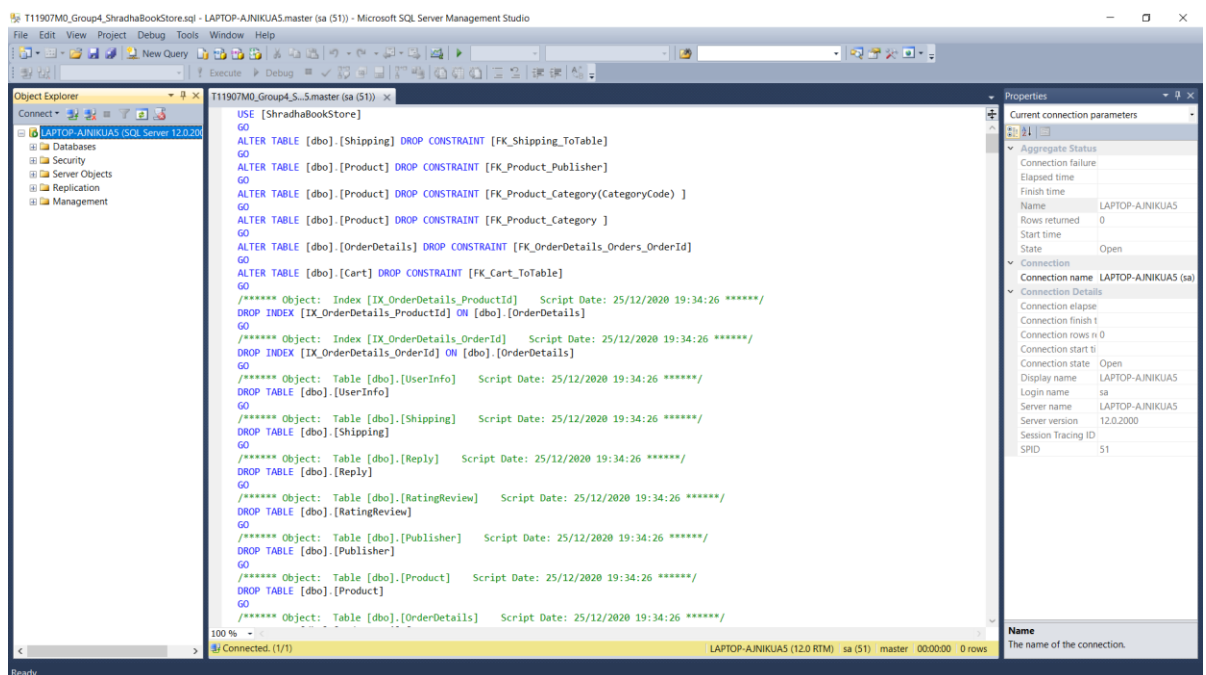 T11907M0_Group4_ShradhaBookStore.sql - LAPTOP-AJNIKUA5.master (sa (51)) - Microsoft SQL Server Management Studio
File Edit View Project Debug Tools Window Help
New Query
Execute Debug
Object Explorer
Connect
LAPTOP-AJNIKUA5 (SQL Server 12.0.200
Databases
Security
Server Objects
Replication
Management
T11907M0_Group4_S...5.master (sa (51))
USE [ShradhaBookStore]
GO
ALTER TABLE [dbo].[Shipping] DROP CONSTRAINT [FK_Shipping_ToTable]
GO
ALTER TABLE [dbo].[Product] DROP CONSTRAINT [FK_Product_Publisher]
GO
ALTER TABLE [dbo].[Product] DROP CONSTRAINT [FK_Product_Category(CategoryCode) ]
GO
ALTER TABLE [dbo].[Product] DROP CONSTRAINT [FK_Product_Category ]
GO
ALTER TABLE [dbo].[OrderDetails] DROP CONSTRAINT [FK_OrderDetails_Orders_OrderId]
GO
ALTER TABLE [dbo].[Cart] DROP CONSTRAINT [FK_Cart_ToTable]
GO
/****** Object: Index [IX_OrderDetails_ProductId] Script Date: 25/12/2020 19:34:26 ******/
DROP INDEX [IX_OrderDetails_ProductId] ON [dbo].[OrderDetails]
GO
/****** Object: Index [IX_OrderDetails_OrderId] Script Date: 25/12/2020 19:34:26 ******/
DROP INDEX [IX_OrderDetails_OrderId] ON [dbo].[OrderDetails]
GO
/****** Object: Table [dbo].[UserInfo] Script Date: 25/12/2020 19:34:26 ******/
DROP TABLE [dbo].[UserInfo]
GO
/****** Object: Table [dbo].[Shipping] Script Date: 25/12/2020 19:34:26 ******/
DROP TABLE [dbo].[Shipping]
GO
/****** Object: Table [dbo].[Reply] Script Date: 25/12/2020 19:34:26 ******/
DROP TABLE [dbo].[Reply]
GO
/****** Object: Table [dbo].[RatingReview] Script Date: 25/12/2020 19:34:26 ******/
DROP TABLE [dbo].[RatingReview]
GO
/****** Object: Table [dbo].[Publisher] Script Date: 25/12/2020 19:34:26 ******/
DROP TABLE [dbo].[Publisher]
GO
/****** Object: Table [dbo].[Product] Script Date: 25/12/2020 19:34:26 ******/
DROP TABLE [dbo].[Product]
GO
/****** Object: Table [dbo].[OrderDetails] Script Date: 25/12/2020 19:34:26 ******/
100 %
Connected. (1/1) LAPTOP-AJNIKUA5 (12.0 RTM) sa (51) master 00:00:00 0 rows
Properties
Current connection parameters
Aggregate Status
Connection failure
Elapsed time
Finish time
Name LAPTOP-AJNIKUA5
Rows returned 0
Start time
State Open
Connection
Connection name LAPTOP-AJNIKUA5 (sa)
Connection Details
Connection elapse
Connection finish t
Connection rows r 0
Connection start ti
Connection state Open
Display name LAPTOP-AJNIKUA5
Login name sa
Server name LAPTOP-AJNIKUA5
Server version 12.0.2000
Session Tracing ID
SPID 51
Name
The name of the connection.
Ready